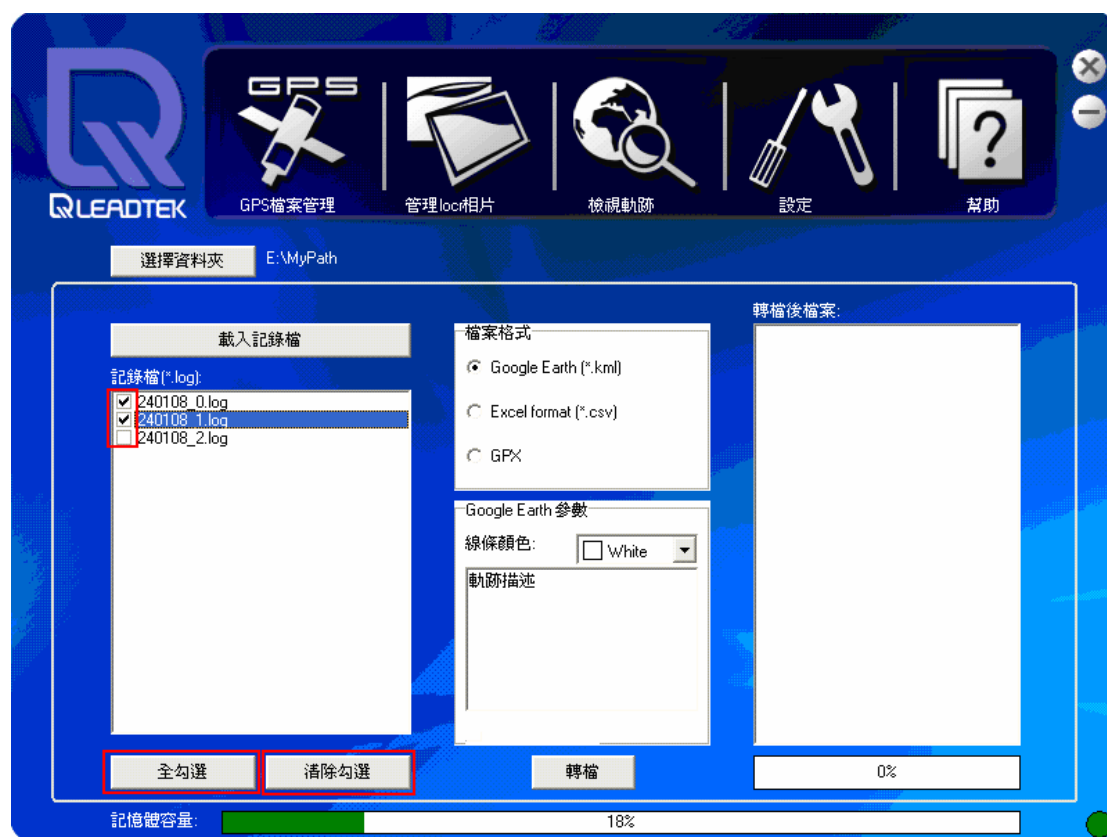 GPS
LEADTEK
GPS檔案管理
管理locr相片
檢視軌跡
設定
幫助
選擇資料夾
E:\MyPath
載入記錄檔
記錄檔(*.log):
240108_0.log
240108_1.log
240108_2.log
檔案格式
Google Earth (*.kml)
Excel format (*.csv)
GPX
Google Earth 參數
線條顏色:
White
軌跡描述
轉檔後檔案:
全勾選
清除勾選
轉檔
0%
記憶體容量:
18%